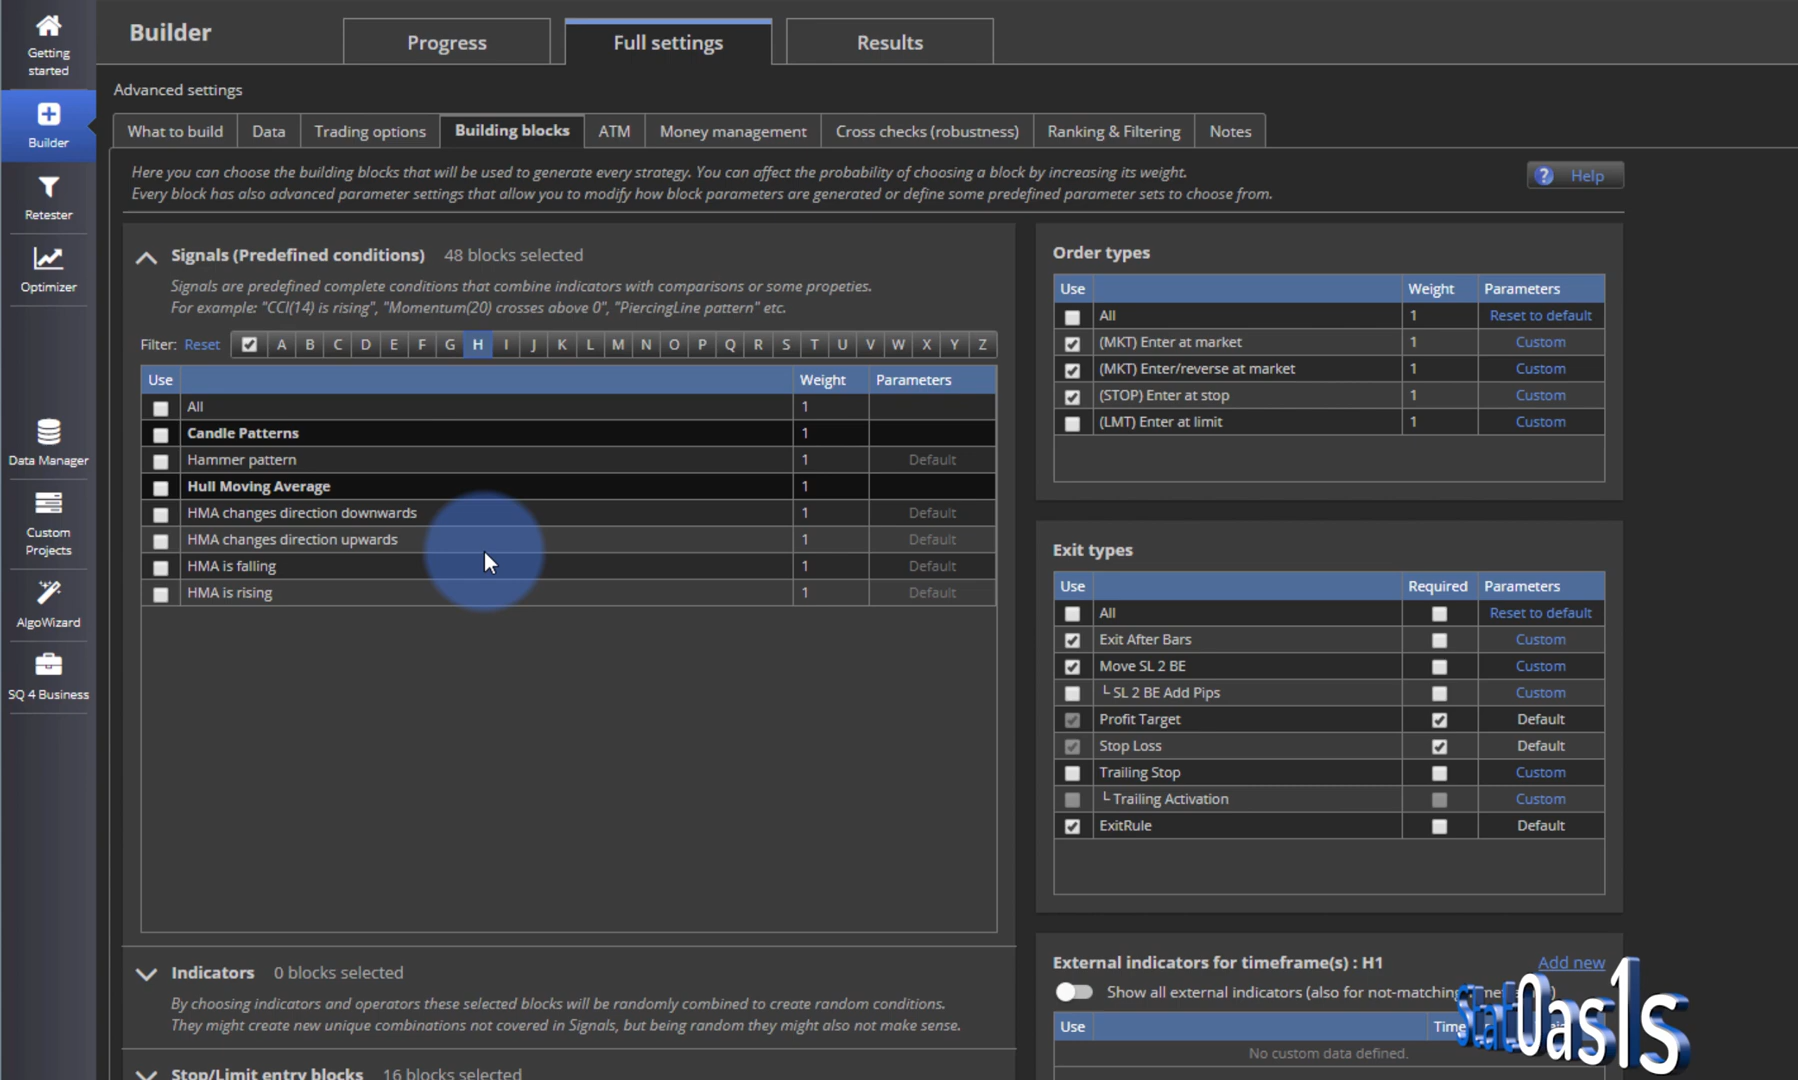 Getting
started
Builder
Retester
Optimizer
Data Manager
Custom
Projects
AlgoWizard
SQ 4 Business
Builder
Progress
Full settings
Results
Advanced settings
What to build
Data
Trading options
Building blocks
ATM
Money management
Cross checks (robustness)
Ranking & Filtering
Notes
Here you can choose the building blocks that will be used to generate every strategy. You can affect the probability of choosing a block by increasing its weight.
Every block has also advanced parameter settings that allow you to modify how block parameters are generated or define some predefined parameter sets to choose from.
? Help
Signals (Predefined conditions) 48 blocks selected
Signals are predefined complete conditions that combine indicators with comparisons or some propeties.
For example: "CCI(14) is rising", "Momentum(20) crosses above 0", "PiercingLine pattern" etc.
Filter: Reset A B C D E F G H I J K L M N O P Q R S T U V W X Y Z
Use Weight Parameters
All 1
Candle Patterns 1
Hammer pattern 1 Default
Hull Moving Average 1
HMA changes direction downwards 1 Default
HMA changes direction upwards 1 Default
HMA is falling 1 Default
HMA is rising 1 Default
Indicators 0 blocks selected
By choosing indicators and operators these selected blocks will be randomly combined to create random conditions.
They might create new unique combinations not covered in Signals, but being random they might also not make sense.
Stop/Limit entry blocks 16 blocks selected
Order types
Use Weight Parameters
All 1 Reset to default
(MKT) Enter at market 1 Custom
(MKT) Enter/reverse at market 1 Custom
(STOP) Enter at stop 1 Custom
(LMT) Enter at limit 1 Custom
Exit types
Use Required Parameters
All Reset to default
Exit After Bars Custom
Move SL 2 BE Custom
└ SL 2 BE Add Pips Custom
Profit Target Default
Stop Loss Default
Trailing Stop Custom
└ Trailing Activation Custom
ExitRule Default
External indicators for timeframe(s) : H1 Add new
Show all external indicators (also for not-matching
Use
No custom data defined.
StatOas1s